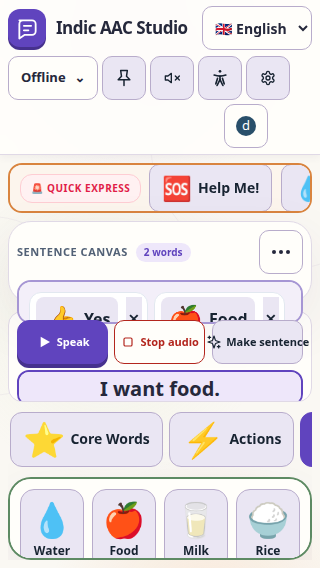 Indic AAC Studio
English
Offline
d
QUICK EXPRESS
SOS
Help Me!
SENTENCE CANVAS
2 words
Yes
Food
Speak
Stop audio
Make sentence
I want food.
Core Words
Actions
Water
Food
Milk
Rice